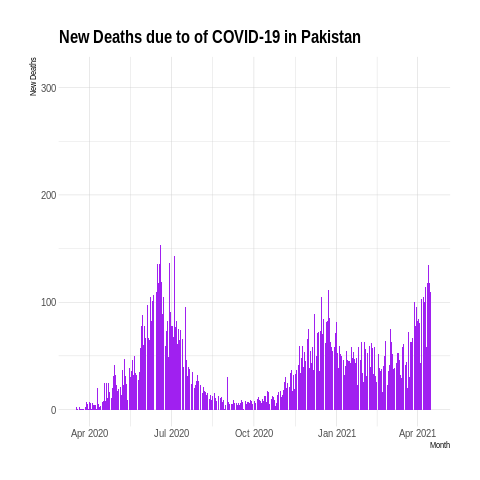 New Deaths due to of COVID-19 in Pakistan
New Deaths
300
200
100
0
Apr 2020 Jul 2020 Oct 2020 Jan 2021 Apr 2021
Month